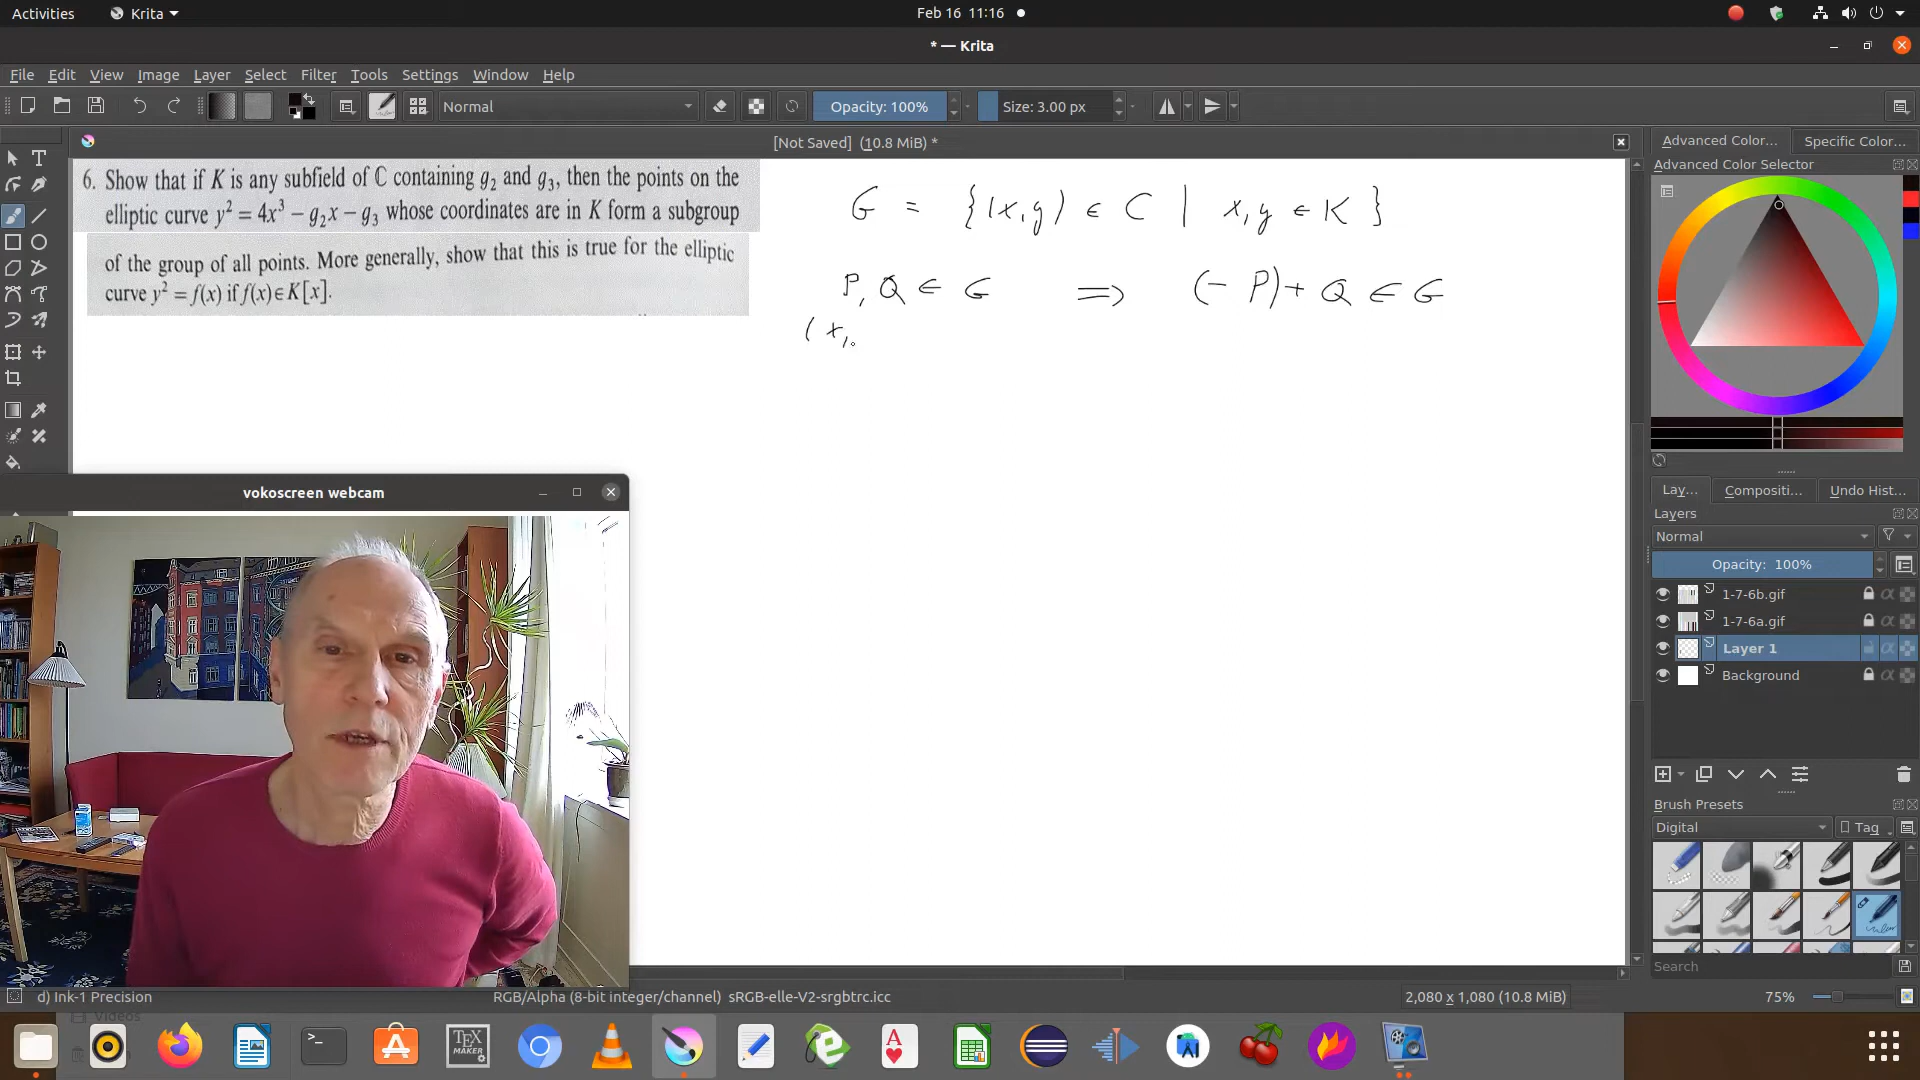 Activities
Krita
Feb 16 11:16
* — Krita
File Edit View Image Layer Select Filter Tools Settings Window Help
Normal
Opacity: 100%
Size: 3.00 px
[Not Saved] (10.8 MiB) *
Advanced Color...
Specific Color...
Advanced Color Selector
6. Show that if K is any subfield of ℂ containing g₂ and g₃, then the points on the
elliptic curve y² = 4x³ − g₂x − g₃ whose coordinates are in K form a subgroup
of the group of all points. More generally, show that this is true for the elliptic
curve y² = f(x) if f(x)∈K[x].
G = {(x,y) ∈ C | x,y ∈ K }
P, Q ∈ G ⟹ (− P)+ Q ∈ G
( x,
vokoscreen webcam
Lay... Compositi... Undo Hist...
Layers
Normal
Opacity: 100%
1-7-6b.gif
1-7-6a.gif
Layer 1
Background
Brush Presets
Digital
Tag
Search
d) Ink-1 Precision
RGB/Alpha (8-bit integer/channel) sRGB-elle-V2-srgbtrc.icc
2,080 x 1,080 (10.8 MiB)
75%
Videos
TEX
MAKER